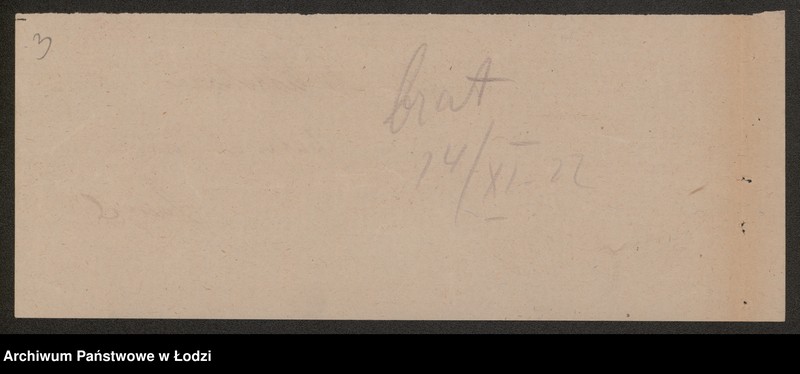 3
brat
14/XI-22
Archiwum Państwowe w Łodzi